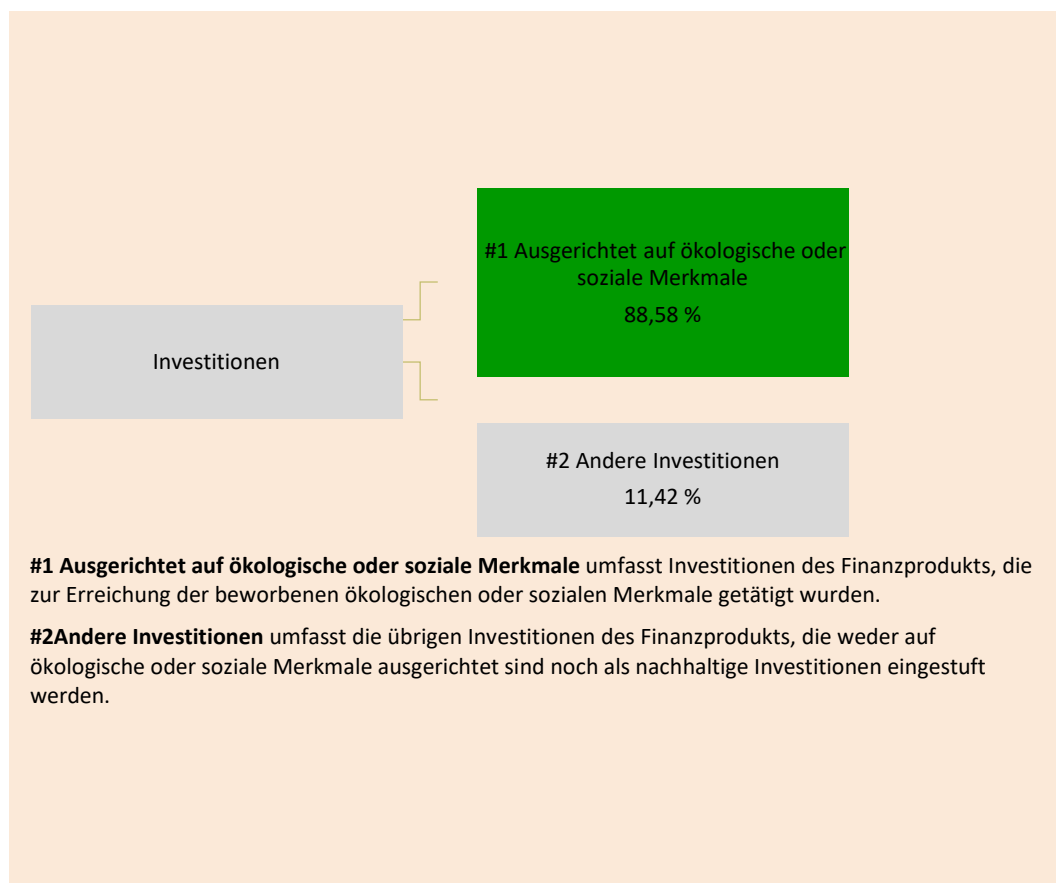 #1 Ausgerichtet auf ökologische oder
soziale Merkmale
88,58 %
Investitionen
#2 Andere Investitionen
11,42 %
#1 Ausgerichtet auf ökologische oder soziale Merkmale umfasst Investitionen des Finanzprodukts, die
zur Erreichung der beworbenen ökologischen oder sozialen Merkmale getätigt wurden.
#2Andere Investitionen umfasst die übrigen Investitionen des Finanzprodukts, die weder auf
ökologische oder soziale Merkmale ausgerichtet sind noch als nachhaltige Investitionen eingestuft
werden.